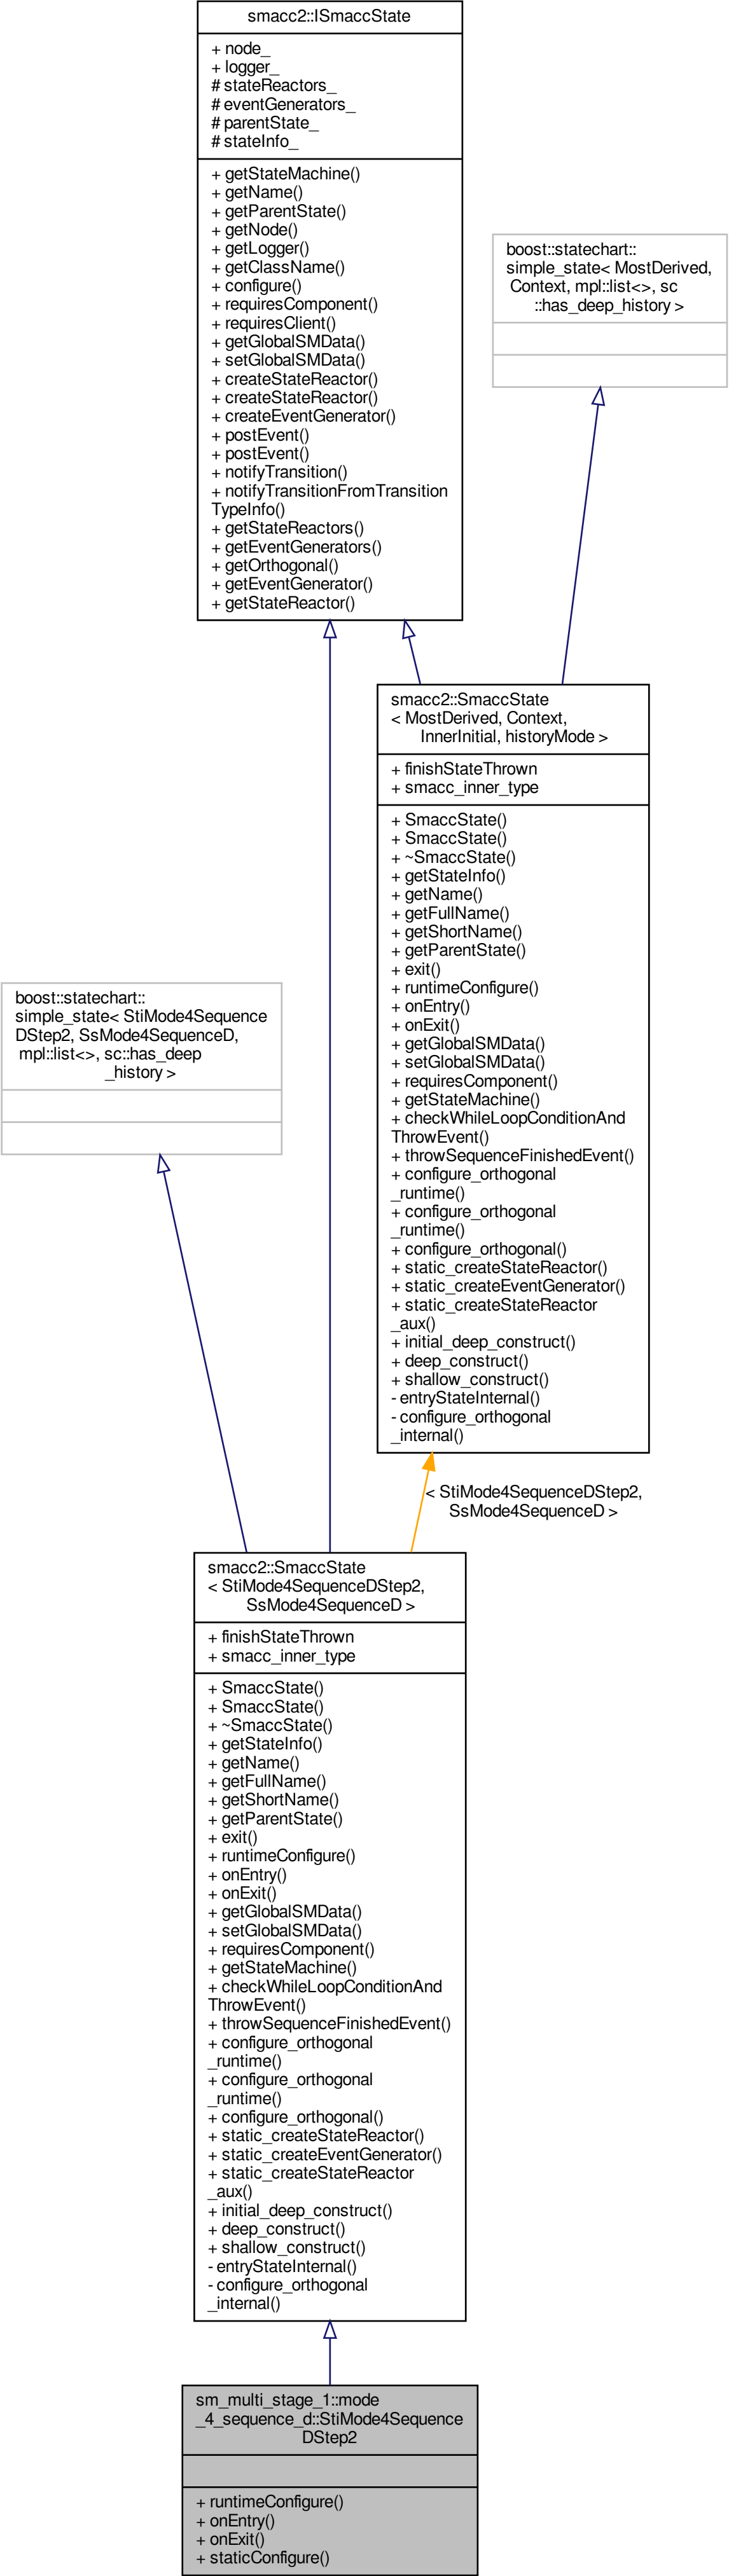 smacc2::ISmaccState
+ node_
+ logger_
# stateReactors_
# eventGenerators_
# parentState_
# stateInfo_
+ getStateMachine()
+ getName()
+ getParentState()
+ getNode()
+ getLogger()
+ getClassName()
+ configure()
+ requiresComponent()
+ requiresClient()
+ getGlobalSMData()
+ setGlobalSMData()
+ createStateReactor()
+ createStateReactor()
+ createEventGenerator()
+ postEvent()
+ postEvent()
+ notifyTransition()
+ notifyTransitionFromTransition
TypeInfo()
+ getStateReactors()
+ getEventGenerators()
+ getOrthogonal()
+ getEventGenerator()
+ getStateReactor()
boost::statechart::
simple_state< MostDerived,
Context, mpl::list<>, sc
::has_deep_history >
smacc2::SmaccState
< MostDerived, Context,
InnerInitial, historyMode >
+ finishStateThrown
+ smacc_inner_type
+ SmaccState()
+ SmaccState()
+ ~SmaccState()
+ getStateInfo()
+ getName()
+ getFullName()
+ getShortName()
+ getParentState()
+ exit()
+ runtimeConfigure()
+ onEntry()
+ onExit()
+ getGlobalSMData()
+ setGlobalSMData()
+ requiresComponent()
+ getStateMachine()
+ checkWhileLoopConditionAnd
ThrowEvent()
+ throwSequenceFinishedEvent()
+ configure_orthogonal
_runtime()
+ configure_orthogonal
_runtime()
+ configure_orthogonal()
+ static_createStateReactor()
+ static_createEventGenerator()
+ static_createStateReactor
_aux()
+ initial_deep_construct()
+ deep_construct()
+ shallow_construct()
- entryStateInternal()
- configure_orthogonal
_internal()
boost::statechart::
simple_state< StiMode4Sequence
DStep2, SsMode4SequenceD,
mpl::list<>, sc::has_deep
_history >
< StiMode4SequenceDStep2,
SsMode4SequenceD >
smacc2::SmaccState
< StiMode4SequenceDStep2,
SsMode4SequenceD >
+ finishStateThrown
+ smacc_inner_type
+ SmaccState()
+ SmaccState()
+ ~SmaccState()
+ getStateInfo()
+ getName()
+ getFullName()
+ getShortName()
+ getParentState()
+ exit()
+ runtimeConfigure()
+ onEntry()
+ onExit()
+ getGlobalSMData()
+ setGlobalSMData()
+ requiresComponent()
+ getStateMachine()
+ checkWhileLoopConditionAnd
ThrowEvent()
+ throwSequenceFinishedEvent()
+ configure_orthogonal
_runtime()
+ configure_orthogonal
_runtime()
+ configure_orthogonal()
+ static_createStateReactor()
+ static_createEventGenerator()
+ static_createStateReactor
_aux()
+ initial_deep_construct()
+ deep_construct()
+ shallow_construct()
- entryStateInternal()
- configure_orthogonal
_internal()
sm_multi_stage_1::mode
_4_sequence_d::StiMode4Sequence
DStep2
+ runtimeConfigure()
+ onEntry()
+ onExit()
+ staticConfigure()